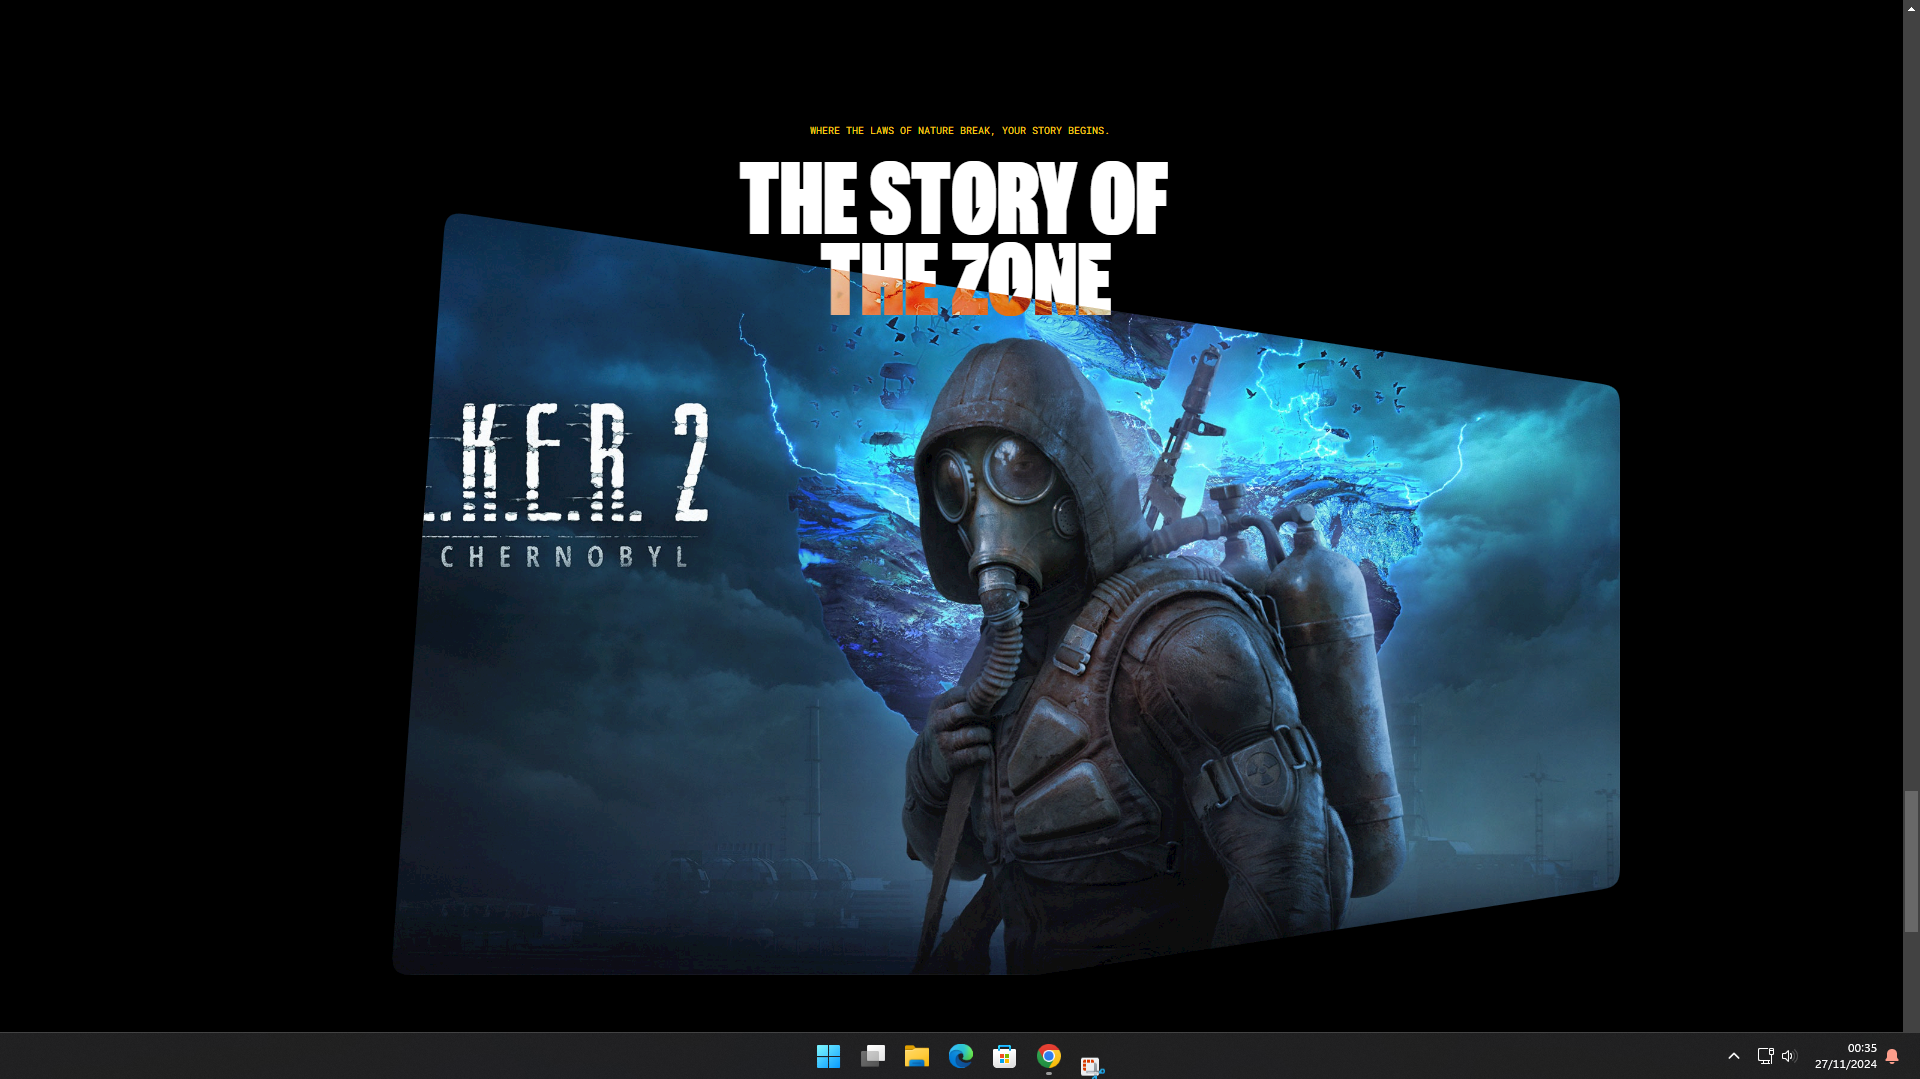 WHERE THE LAWS OF NATURE BREAK, YOUR STORY BEGINS.
THE STORY OF
THE ZONE
.K.E.R. 2
CHERNOBYL
00:35
27/11/2024